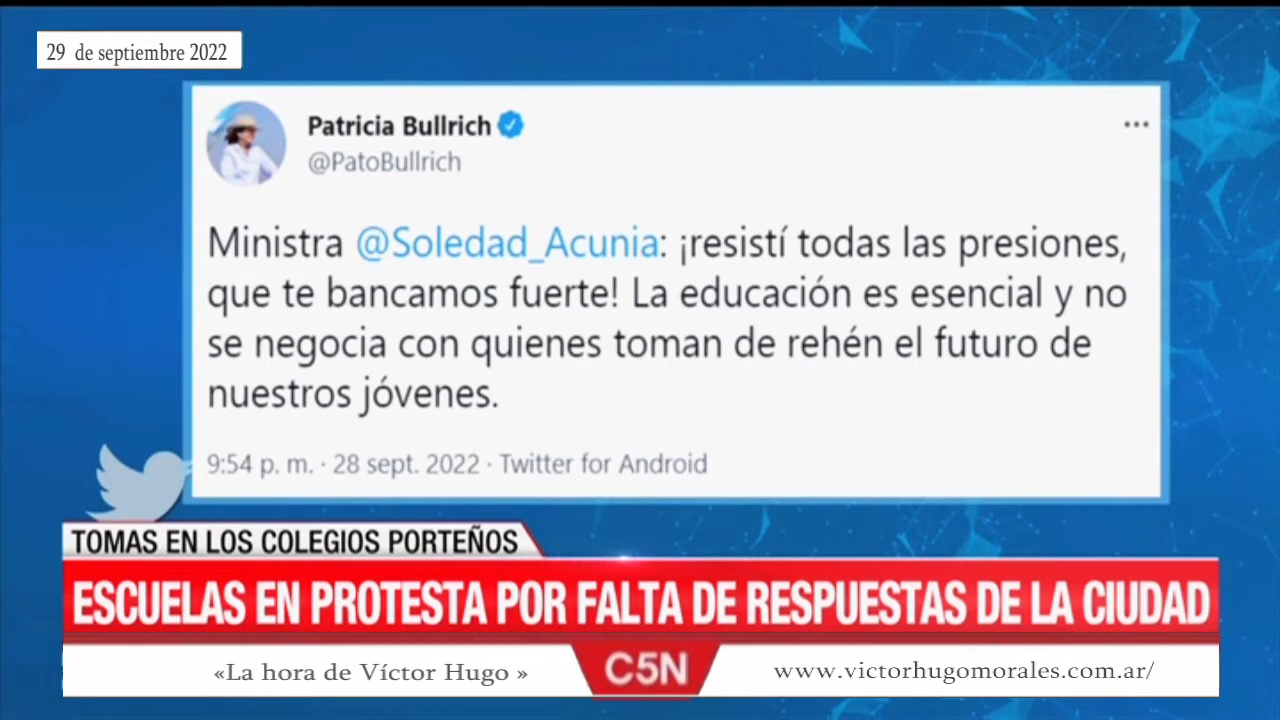 29 de septiembre 2022
Patricia Bullrich
@PatoBullrich
Ministra @Soledad_Acunia: ¡resistí todas las presiones,
que te bancamos fuerte! La educación es esencial y no
se negocia con quienes toman de rehén el futuro de
nuestros jóvenes.
9:54 p. m. · 28 sept. 2022 · Twitter for Android
TOMAS EN LOS COLEGIOS PORTEÑOS
ESCUELAS EN PROTESTA POR FALTA DE RESPUESTAS DE LA CIUDAD
«La hora de Víctor Hugo »
C5N
www.victorhugomorales.com.ar/